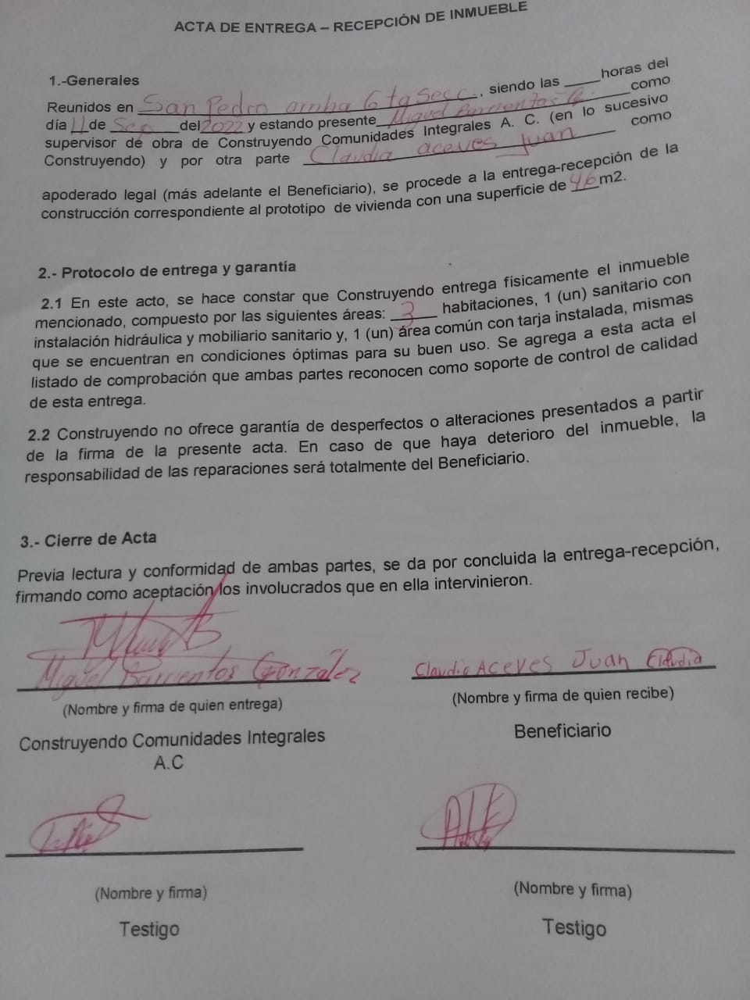 ACTA DE ENTREGA – RECEPCIÓN DE INMUEBLE
1.-Generales
Reunidos en San Pedro arriba 6ta Secc, siendo las ____ horas del
día 11 de Sep del 2022 y estando presente Miguel Barrientos G. como
supervisor de obra de Construyendo Comunidades Integrales A. C. (en lo sucesivo
Construyendo) y por otra parte Claudia aceves Juan como
apoderado legal (más adelante el Beneficiario), se procede a la entrega-recepción de la
construcción correspondiente al prototipo de vivienda con una superficie de 46 m2.
2.- Protocolo de entrega y garantía
2.1 En este acto, se hace constar que Construyendo entrega físicamente el inmueble
mencionado, compuesto por las siguientes áreas: 3 habitaciones, 1 (un) sanitario con
instalación hidráulica y mobiliario sanitario y, 1 (un) área común con tarja instalada, mismas
que se encuentran en condiciones óptimas para su buen uso. Se agrega a esta acta el
listado de comprobación que ambas partes reconocen como soporte de control de calidad
de esta entrega.
2.2 Construyendo no ofrece garantía de desperfectos o alteraciones presentados a partir
de la firma de la presente acta. En caso de que haya deterioro del inmueble, la
responsabilidad de las reparaciones será totalmente del Beneficiario.
3.- Cierre de Acta
Previa lectura y conformidad de ambas partes, se da por concluida la entrega-recepción,
firmando como aceptación los involucrados que en ella intervinieron.
Miguel Barrientos Gonzalez
Claudia Aceves Juan Claudia
(Nombre y firma de quien entrega)
(Nombre y firma de quien recibe)
Construyendo Comunidades Integrales
A.C
Beneficiario
(Nombre y firma)
(Nombre y firma)
Testigo
Testigo